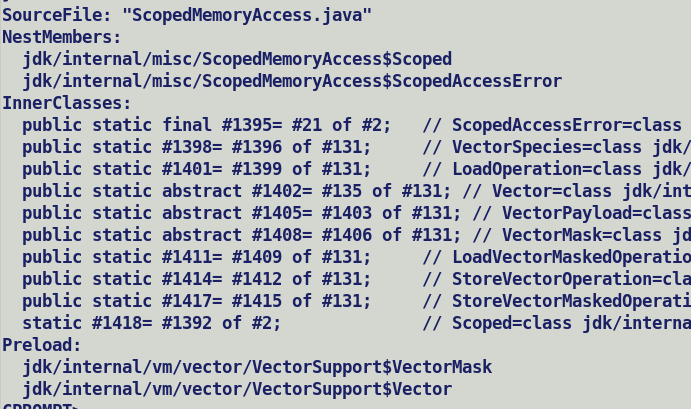 SourceFile: "ScopedMemoryAccess.java"
NestMembers:
  jdk/internal/misc/ScopedMemoryAccess$Scoped
  jdk/internal/misc/ScopedMemoryAccess$ScopedAccessError
InnerClasses:
  public static final #1395= #21 of #2;   // ScopedAccessError=class
  public static #1398= #1396 of #131;     // VectorSpecies=class jdk/
  public static #1401= #1399 of #131;     // LoadOperation=class jdk/
  public static abstract #1402= #135 of #131; // Vector=class jdk/int
  public static abstract #1405= #1403 of #131; // VectorPayload=class
  public static abstract #1408= #1406 of #131; // VectorMask=class jd
  public static #1411= #1409 of #131;     // LoadVectorMaskedOperatio
  public static #1414= #1412 of #131;     // StoreVectorOperation=cla
  public static #1417= #1415 of #131;     // StoreVectorMaskedOperati
  static #1418= #1392 of #2;              // Scoped=class jdk/interna
Preload:
  jdk/internal/vm/vector/VectorSupport$VectorMask
  jdk/internal/vm/vector/VectorSupport$Vector